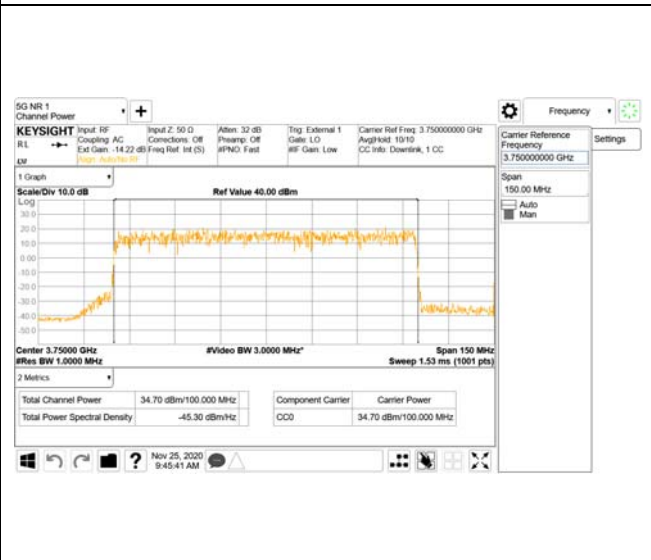 5G NR 1
Channel Power
Frequency
KEYSIGHT
RL
Input: RF
Coupling: AC
Ext Gain: -14.22 dB
Align: Auto/No RF
Input Z: 50 Ω
Corrections: Off
Freq Ref: Int (S)
Atten: 32 dB
Preamp: Off
#PNO: Fast
Trig: External 1
Gate: LO
#IF Gain: Low
Carrier Ref Freq: 3.750000000 GHz
Avg|Hold: 10/10
CC Info: Downlink, 1 CC
Carrier Reference
Frequency
3.750000000 GHz
Settings
Span
150.00 MHz
Auto
Man
1 Graph
Scale/Div 10.0 dB
Ref Value 40.00 dBm
Log
30.0
20.0
10.0
0.00
-10.0
-20.0
-30.0
-40.0
-50.0
Center 3.75000 GHz
#Video BW 3.0000 MHz*
Span 150 MHz
#Res BW 1.0000 MHz
Sweep 1.53 ms (1001 pts)
2 Metrics
Total Channel Power 34.70 dBm/100.000 MHz
Total Power Spectral Density -45.30 dBm/Hz
Component Carrier Carrier Power
CC0 34.70 dBm/100.000 MHz
?
Nov 25, 2020
9:45:41 AM